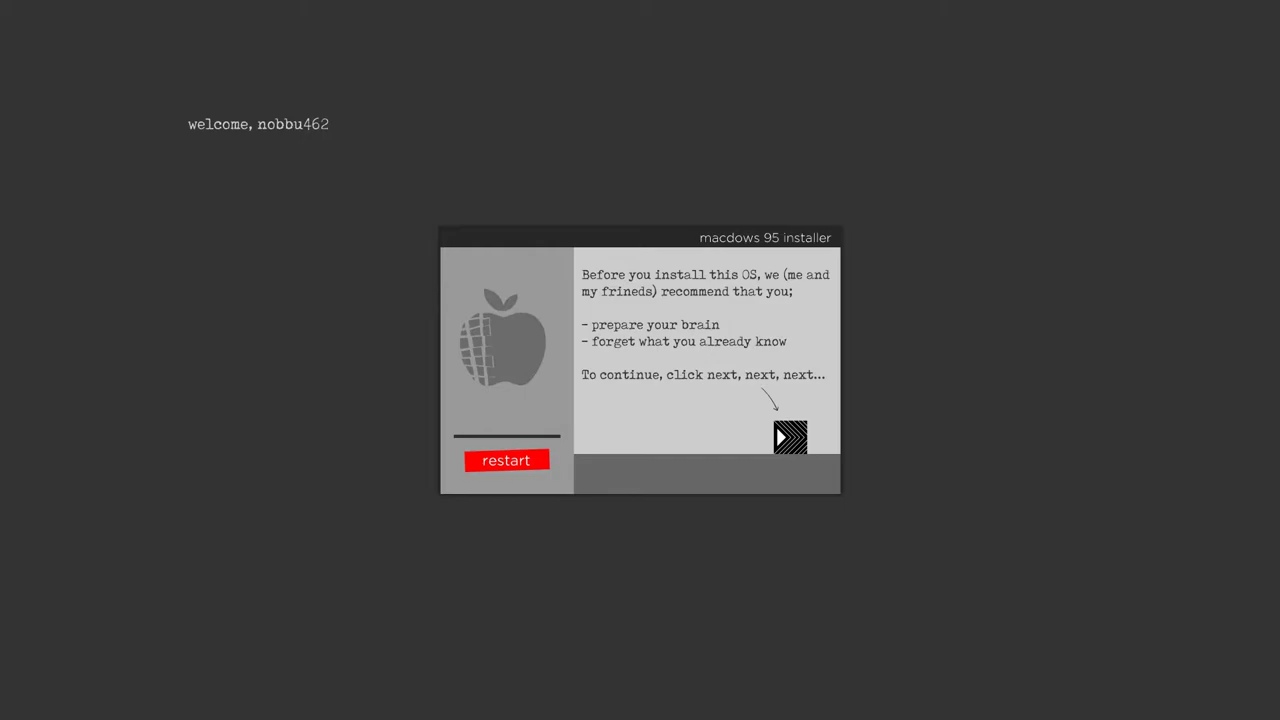 welcome, nobbu462
macdows 95 installer
Before you install this OS, we (me and
my frineds) recommend that you;
- prepare your brain
- forget what you already know
To continue, click next, next, next...
restart